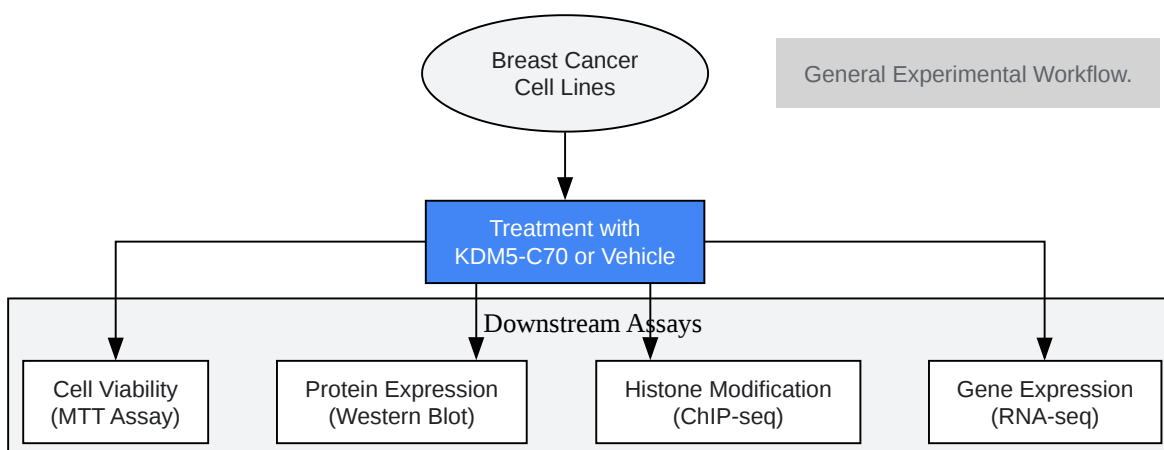 Breast Cancer
Cell Lines
General Experimental Workflow.
Treatment with
KDM5-C70 or Vehicle
Downstream Assays
Cell Viability
(MTT Assay)
Protein Expression
(Western Blot)
Histone Modification
(ChIP-seq)
Gene Expression
(RNA-seq)